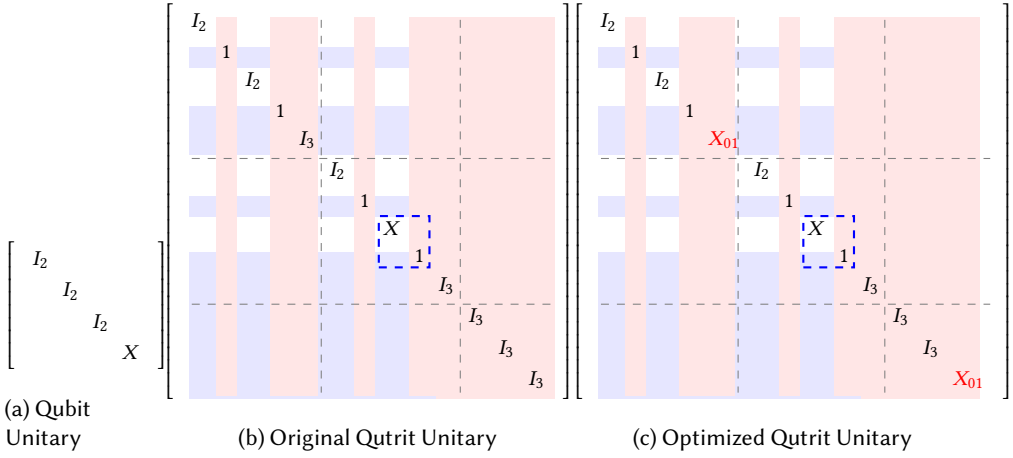 I₂
1
I₂
1
I₃
I₂
1
X
1
I₃
I₃
I₃
I₃
I₂
1
I₂
1
X₀₁
I₂
1
X
1
I₃
I₃
I₃
X₀₁
I₂
I₂
I₂
X
(a) Qubit
Unitary
(b) Original Qutrit Unitary
(c) Optimized Qutrit Unitary